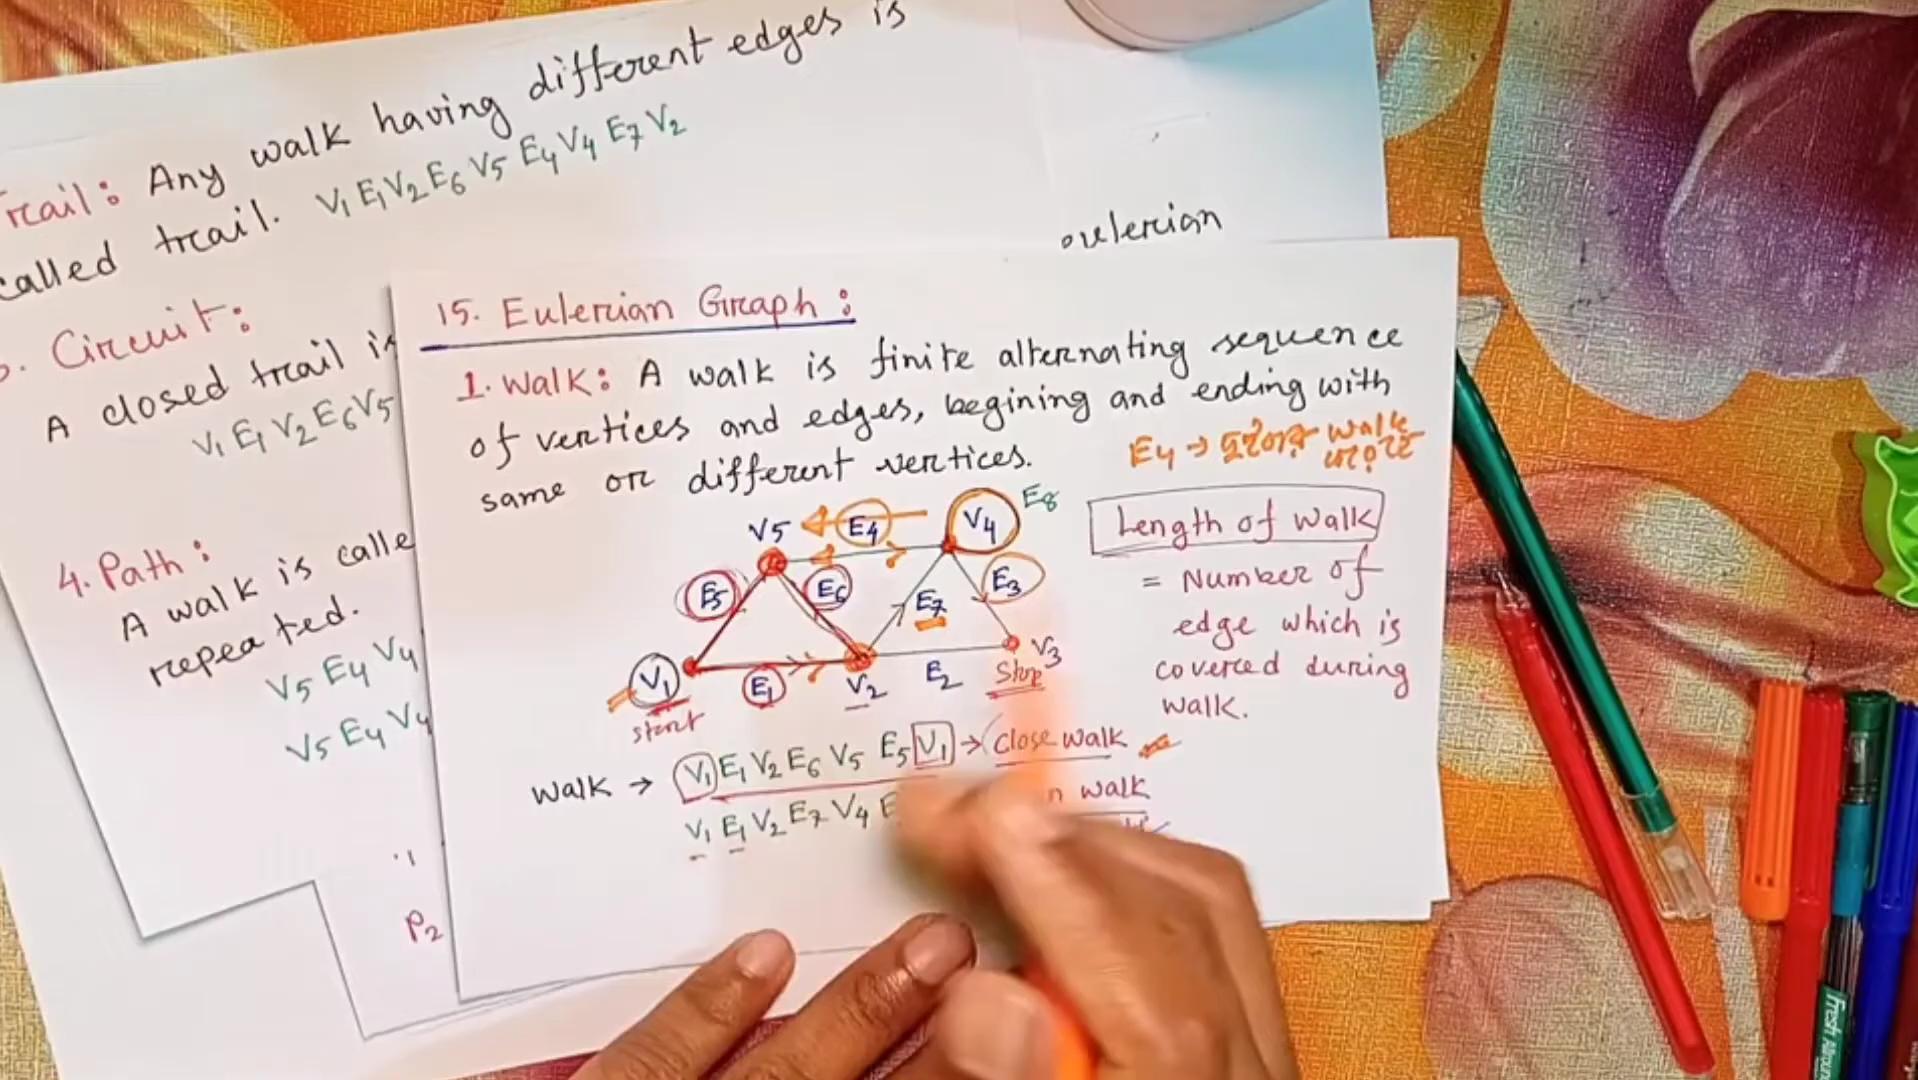 Trail: Any walk having different edges is
called trail. V1 E1 V2 E6 V5 E4 V4 E7 V2
Circuit:
A closed trail is
V1 E1 V2 E6 V5
4. Path:
A walk is calle
repeated.
V5 E4 V4
V5 E4 V4
P2
eulerian
15. Eulerian Graph:
1. Walk: A walk is finite alternating sequence
of vertices and edges, begining and ending with
same or different vertices.
E4 → walk
V5 E4 V4 E8
E5 E6 E7 E3
V1 E1 V2 E2 V3
start
Stop
Walk → V1 E1 V2 E6 V5 E5 V1 → Close walk
V1 E1 V2 E7 V4 E n walk
Length of walk
= Number of
edge which is
covered during
walk.
Fresh